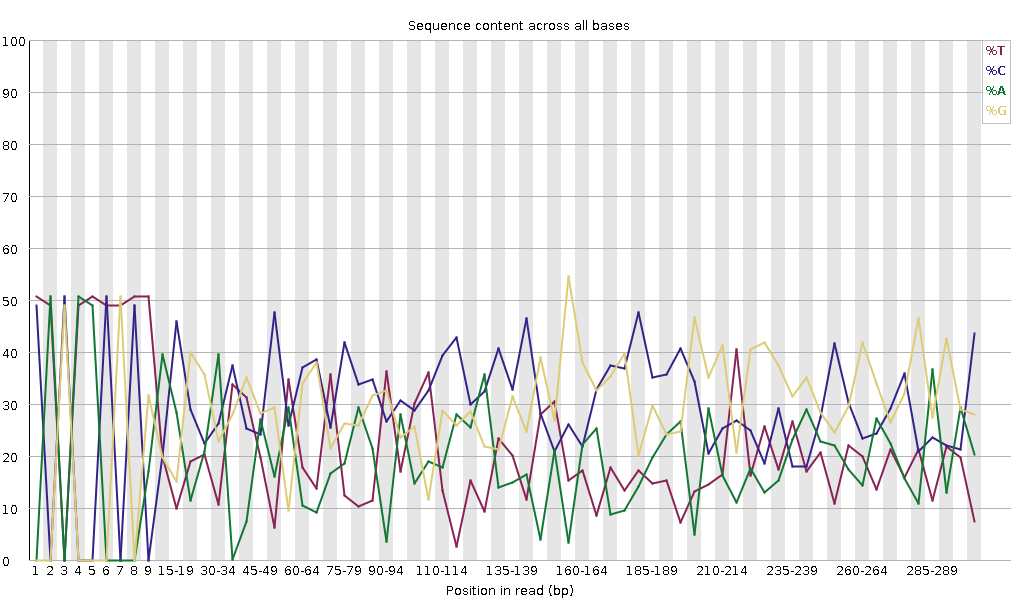 Sequence content across all bases
100
90
80
70
60
50
40
30
20
10
0
%T
%C
%A
%G
1 2 3 4 5 6 7 8 9 15-19 30-34 45-49 60-64 75-79 90-94 110-114 135-139 160-164 185-189 210-214 235-239 260-264 285-289
Position in read (bp)